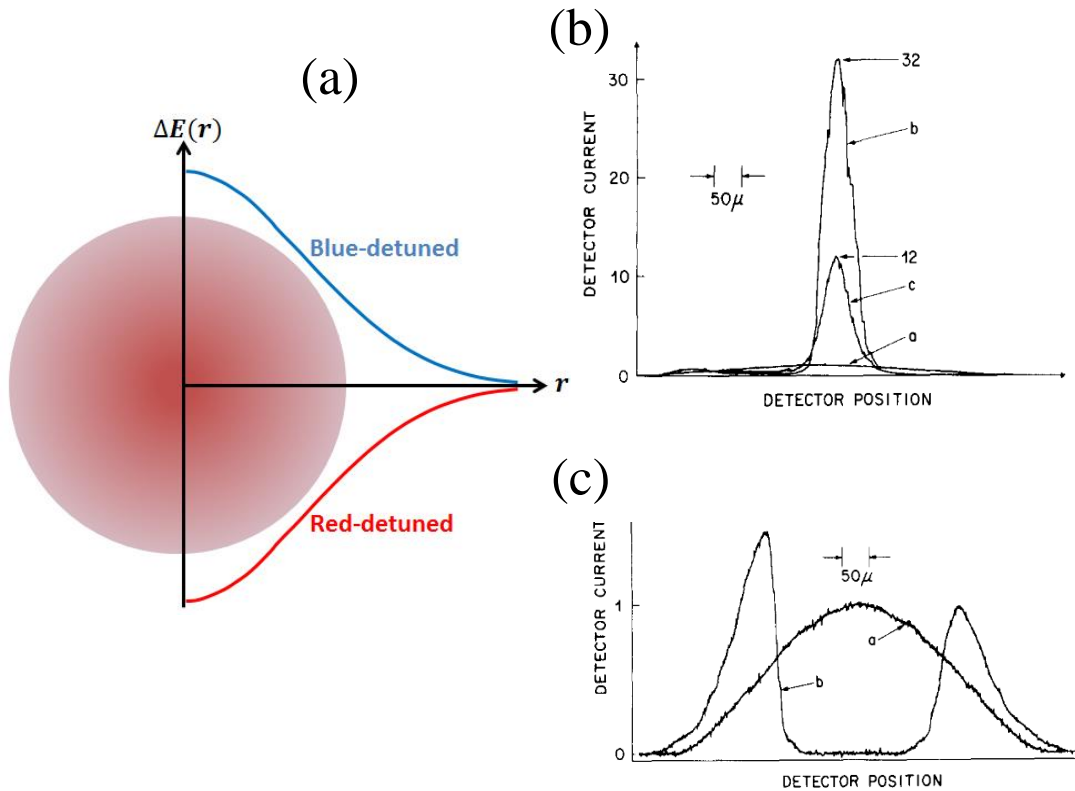 (a)
ΔE(r)
Blue-detuned
r
Red-detuned
(b)
DETECTOR CURRENT
30
20
10
0
50μ
32
b
12
c
a
DETECTOR POSITION
(c)
DETECTOR CURRENT
1
0
50μ
a
b
DETECTOR POSITION